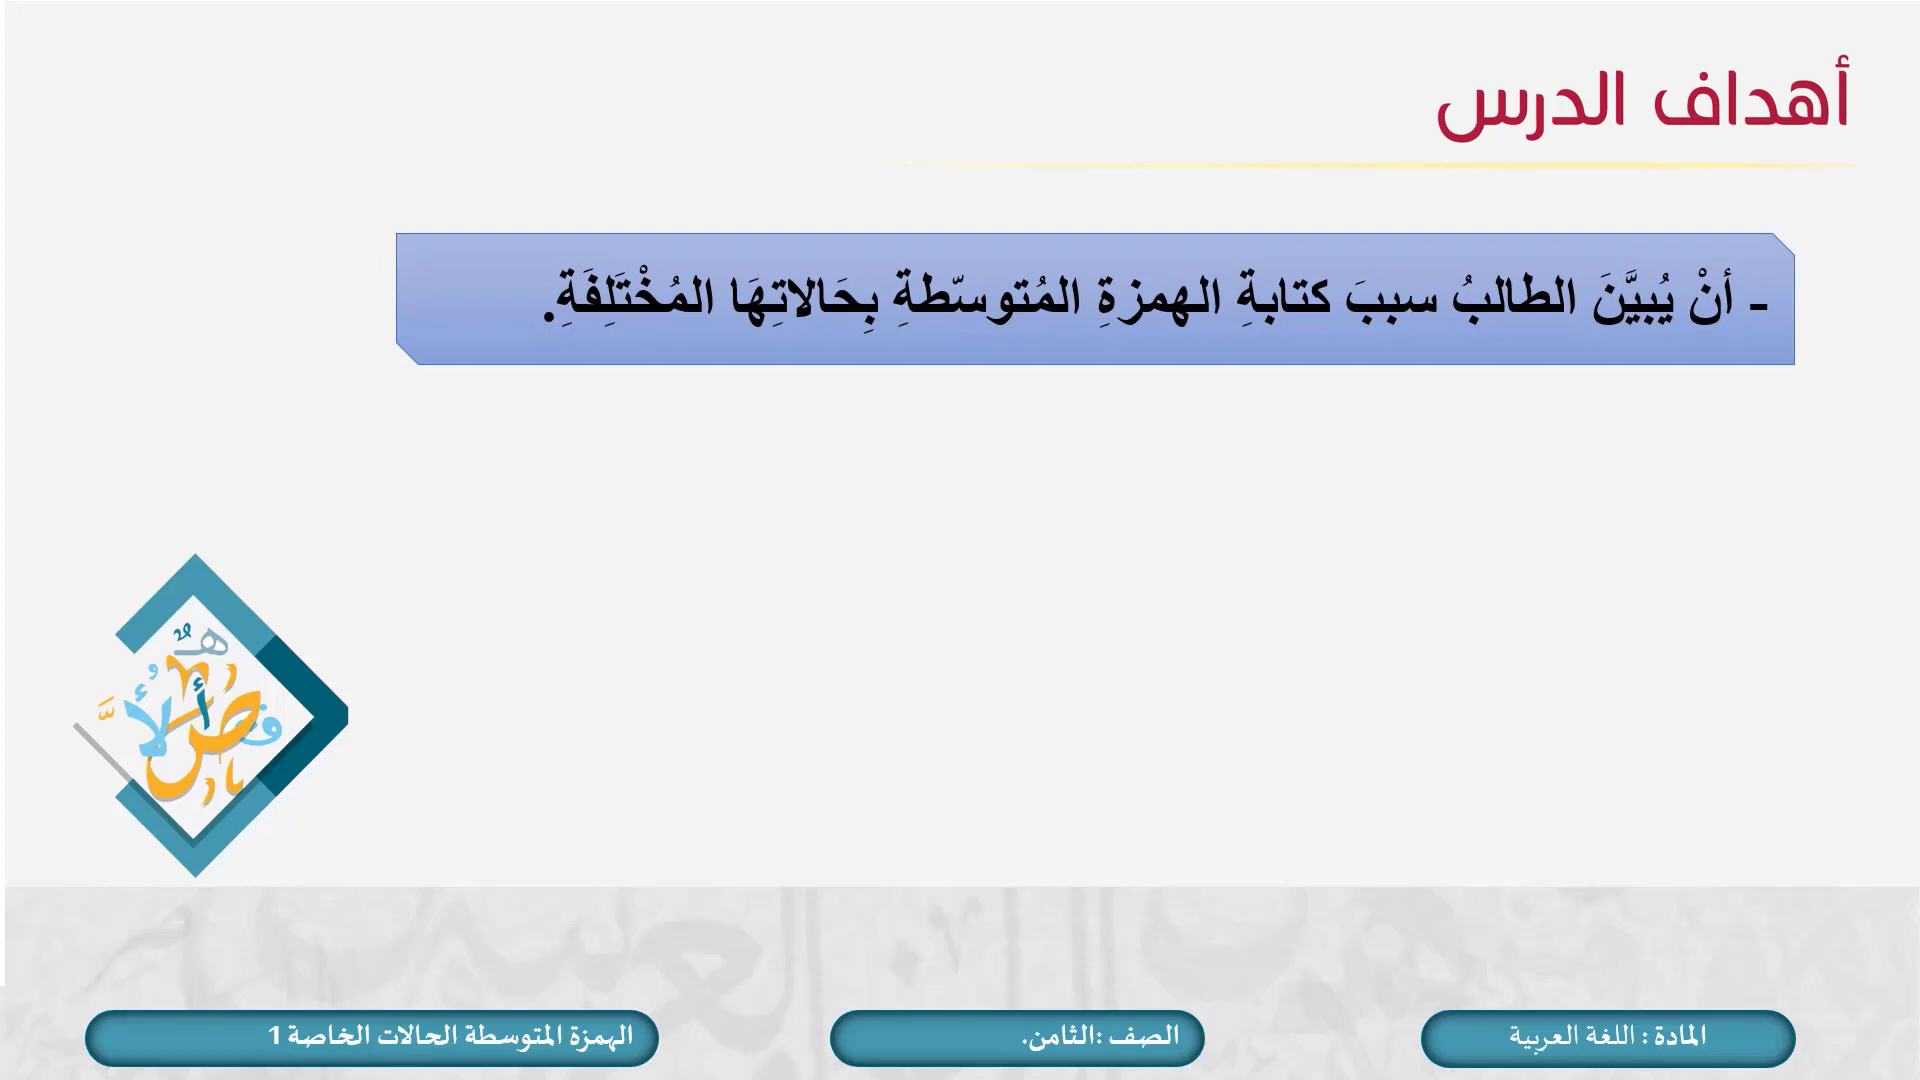 أهداف الدرس
- أنْ يُبيَّنَ الطالبُ سببَ كتابةِ الهمزةِ المُتوسّطةِ بِحَالاتِهَا المُخْتَلِفَةِ.
المادة : اللغة العربية
الصف :الثامن.
الهمزة المتوسطة الحالات الخاصة 1